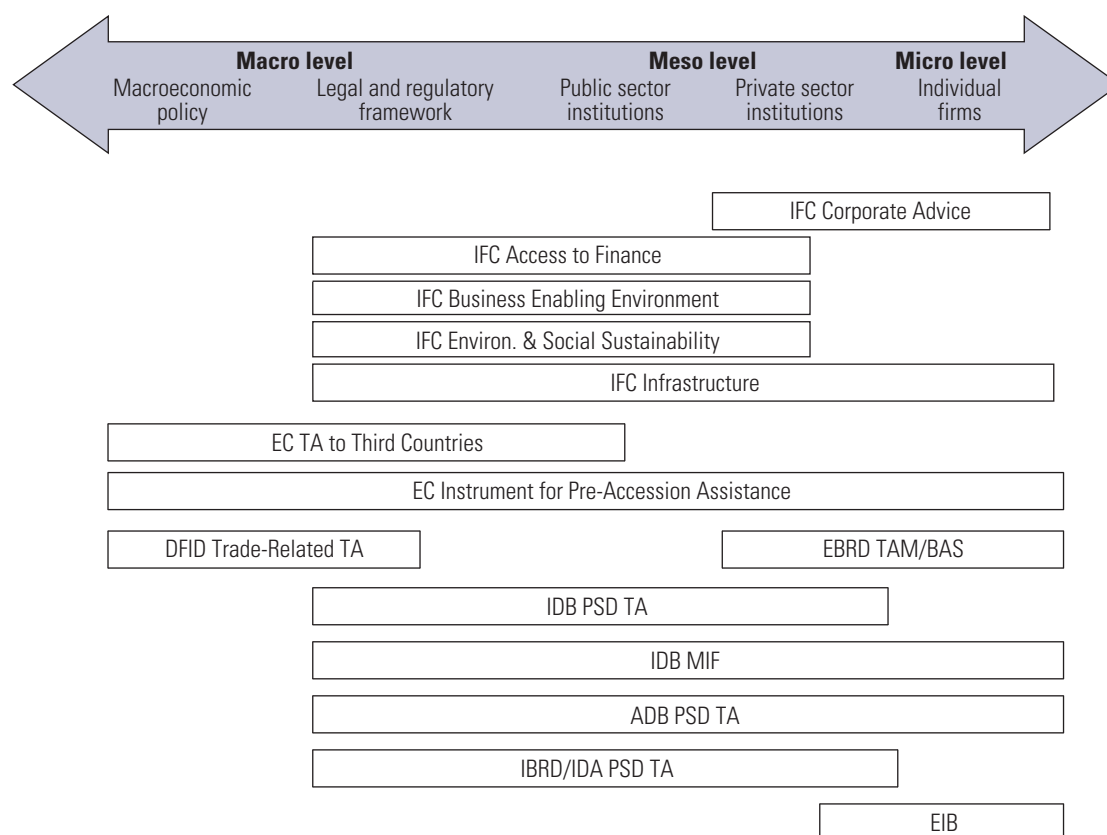 Macro level Meso level Micro level
Macroeconomic Legal and regulatory Public sector Private sector Individual
policy framework institutions institutions firms
IFC Corporate Advice
IFC Access to Finance
IFC Business Enabling Environment
IFC Environ. & Social Sustainability
IFC Infrastructure
EC TA to Third Countries
EC Instrument for Pre-Accession Assistance
DFID Trade-Related TA EBRD TAM/BAS
IDB PSD TA
IDB MIF
ADB PSD TA
IBRD/IDA PSD TA
EIB